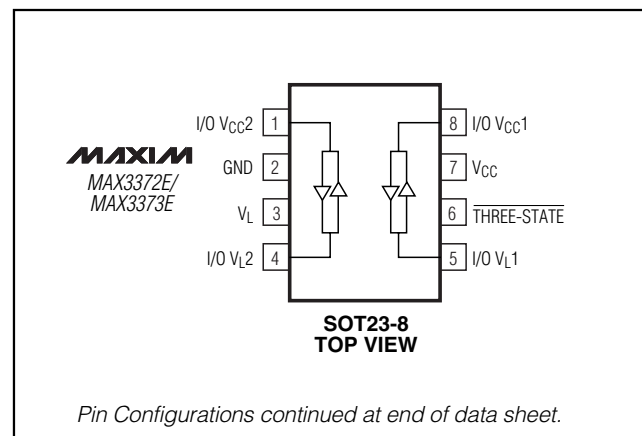 I/O VCC2 1
8 I/O VCC1
MAXIM
MAX3372E/
MAX3373E
GND 2
7 VCC
VL 3
6 THREE-STATE
I/O VL2 4
5 I/O VL1
SOT23-8
TOP VIEW
Pin Configurations continued at end of data sheet.